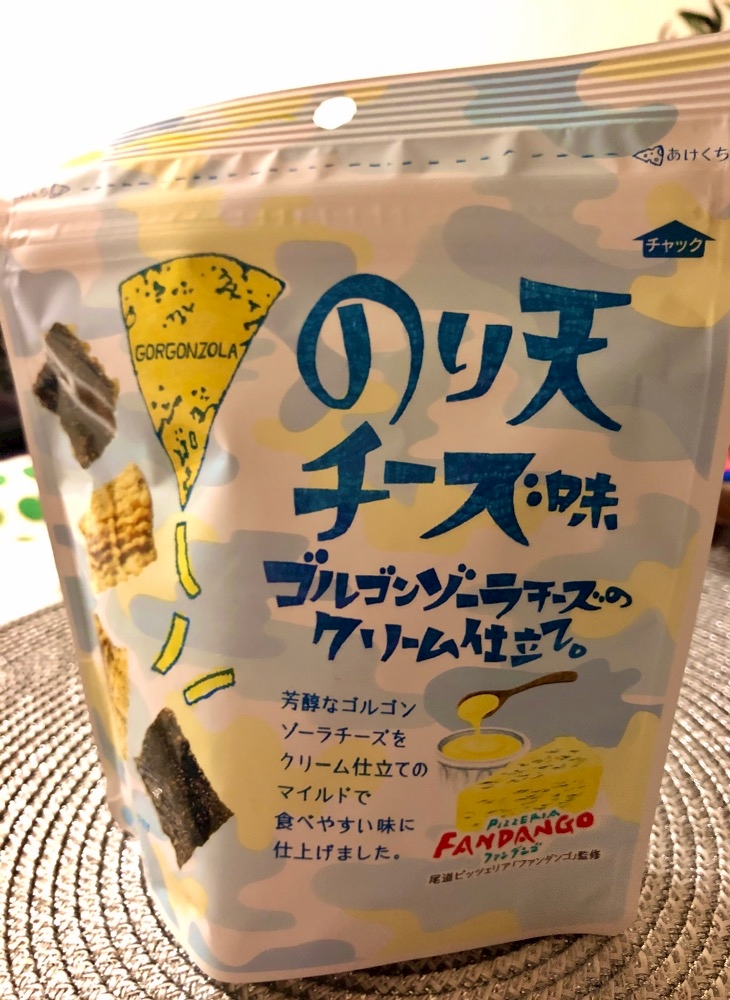 あけくち
チャック
GORGONZOLA
のり天
チーズ味
ゴルゴンゾーラチーズの
クリーム仕立て。
芳醇なゴルゴン
ゾーラチーズを
クリーム仕立ての
マイルドで
食べやすい味に
仕上げました。
PIZZERIA
FANDANGO
ファンダンゴ
尾道ピッツェリア「ファンダンゴ」監修